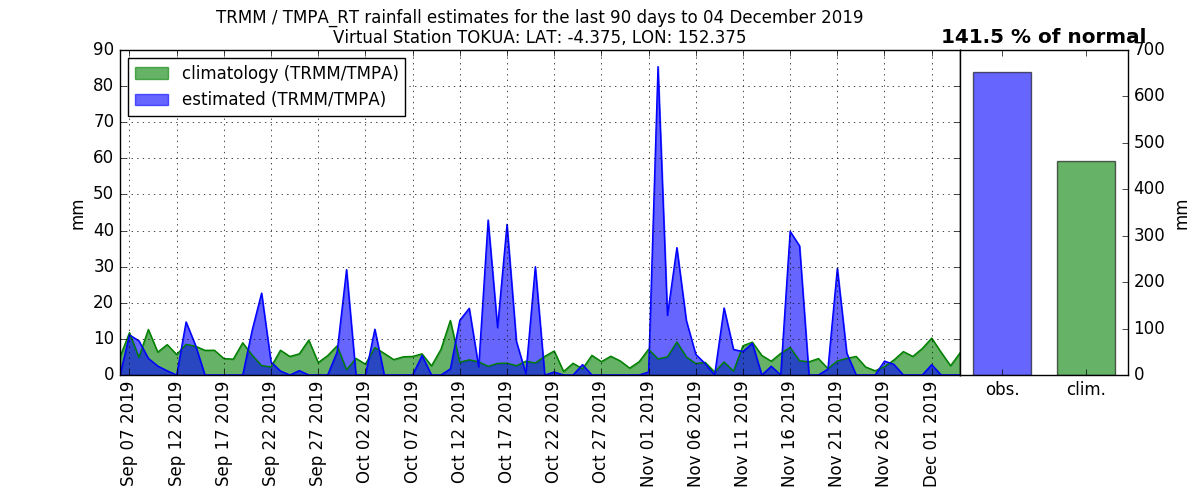 TRMM / TMPA_RT rainfall estimates for the last 90 days to 04 December 2019
Virtual Station TOKUA: LAT: -4.375, LON: 152.375
141.5 % of normal
climatology (TRMM/TMPA)
estimated (TRMM/TMPA)
90
80
70
60
50
40
30
20
10
0
mm
Sep 07 2019
Sep 12 2019
Sep 17 2019
Sep 22 2019
Sep 27 2019
Oct 02 2019
Oct 07 2019
Oct 12 2019
Oct 17 2019
Oct 22 2019
Oct 27 2019
Nov 01 2019
Nov 06 2019
Nov 11 2019
Nov 16 2019
Nov 21 2019
Nov 26 2019
Dec 01 2019
obs.
clim.
700
600
500
400
300
200
100
0
mm